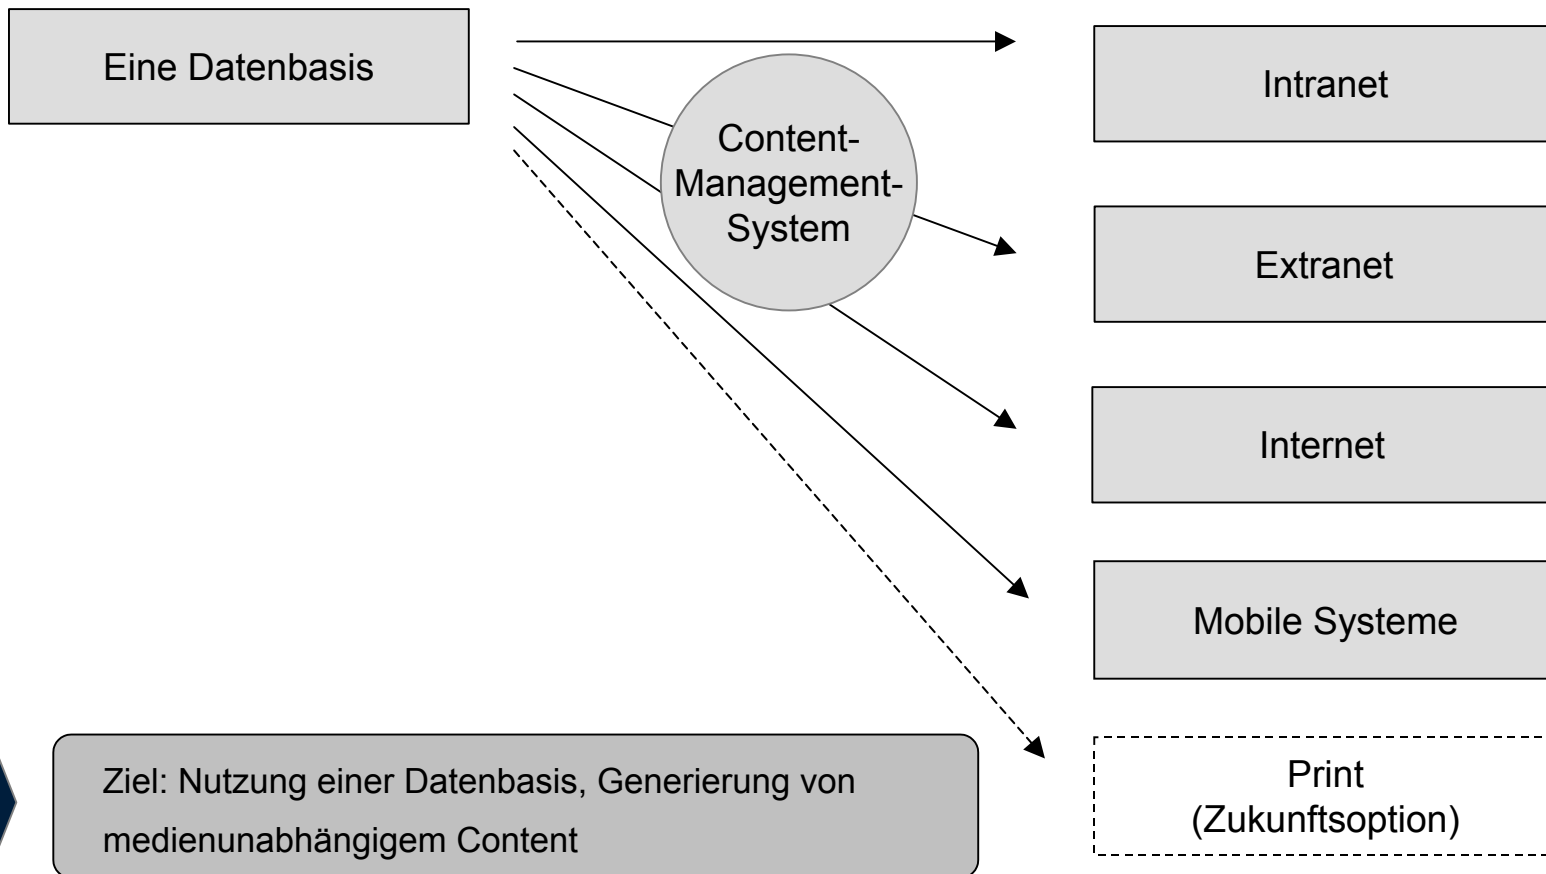 Eine Datenbasis
Content-
Management-
System
Intranet
Extranet
Internet
Mobile Systeme
Print
(Zukunftsoption)
Ziel: Nutzung einer Datenbasis, Generierung von
medienunabhängigem Content